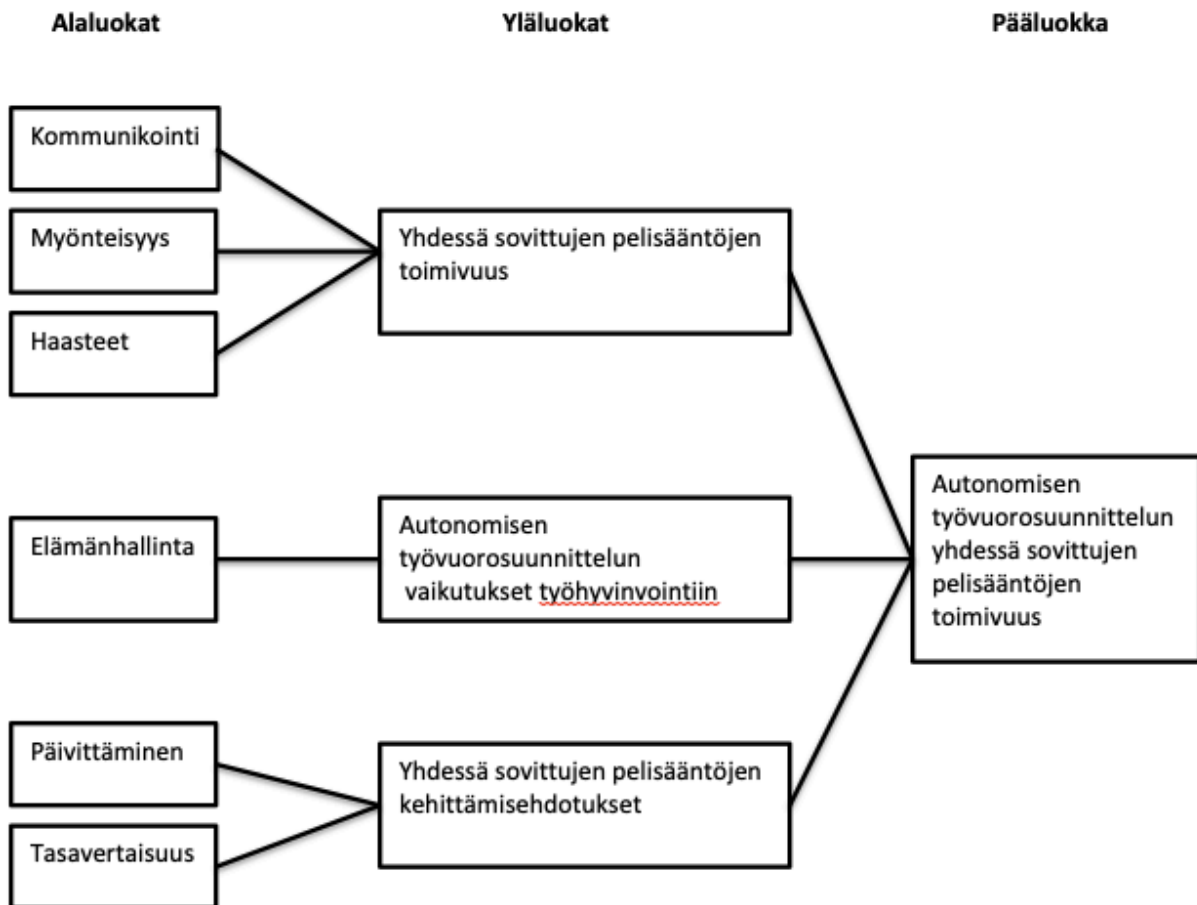 Alaluokat
Yläluokat
Pääluokka
Kommunikointi
Myönteisyys
Haasteet
Yhdessä sovittujen pelisääntöjen
toimivuus
Elämänhallinta
Autonomisen
työvuorosuunnittelun
vaikutukset työhyvinvointiin
Päivittäminen
Tasavertaisuus
Yhdessä sovittujen pelisääntöjen
kehittämisehdotukset
Autonomisen
työvuorosuunnittelun
yhdessä sovittujen
pelisääntöjen
toimivuus